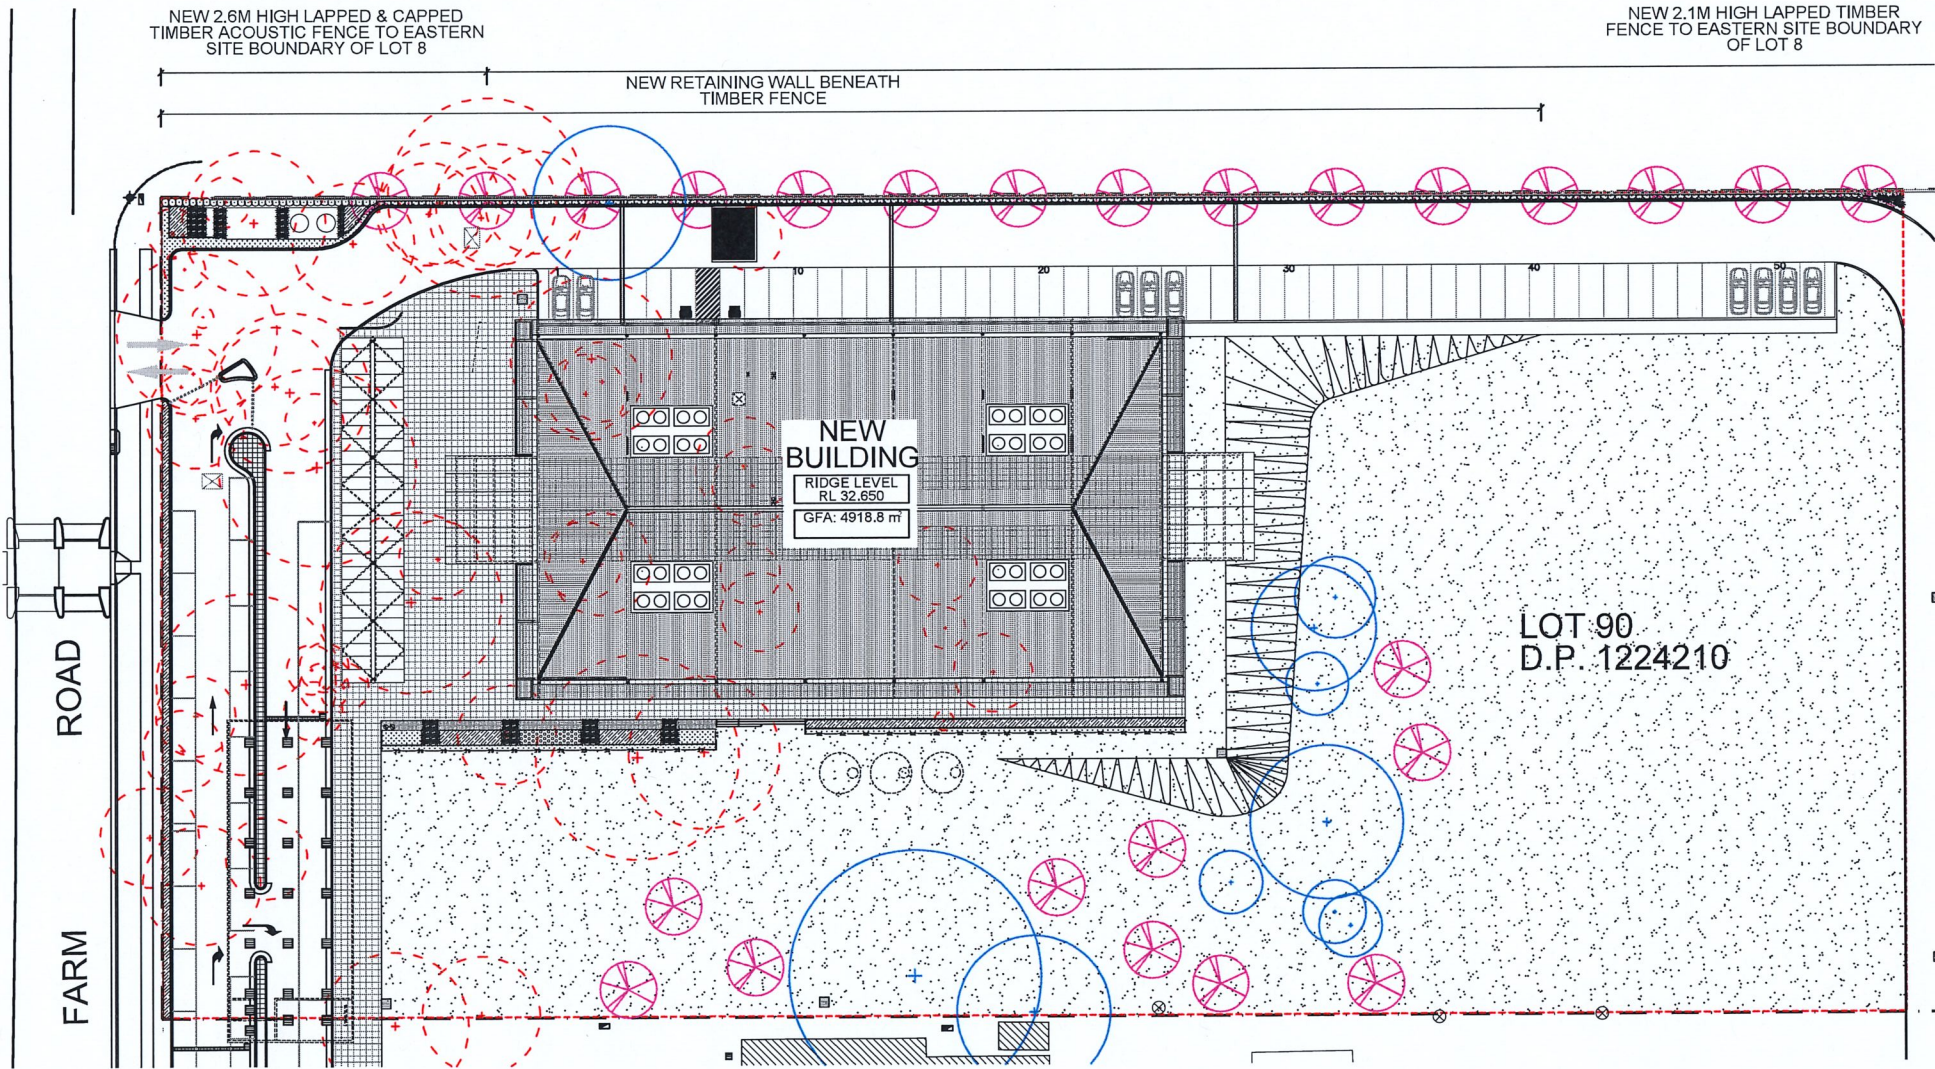 NEW 2.6M HIGH LAPPED & CAPPED
TIMBER ACOUSTIC FENCE TO EASTERN
SITE BOUNDARY OF LOT 8
NEW 2.1M HIGH LAPPED TIMBER
FENCE TO EASTERN SITE BOUNDARY
OF LOT 8
NEW RETAINING WALL BENEATH
TIMBER FENCE
1
10
20
30
40
50
NEW
BUILDING
RIDGE LEVEL
RL 32.650
GFA: 4918.8 m²
LOT 90
D.P. 1224210
FARM ROAD